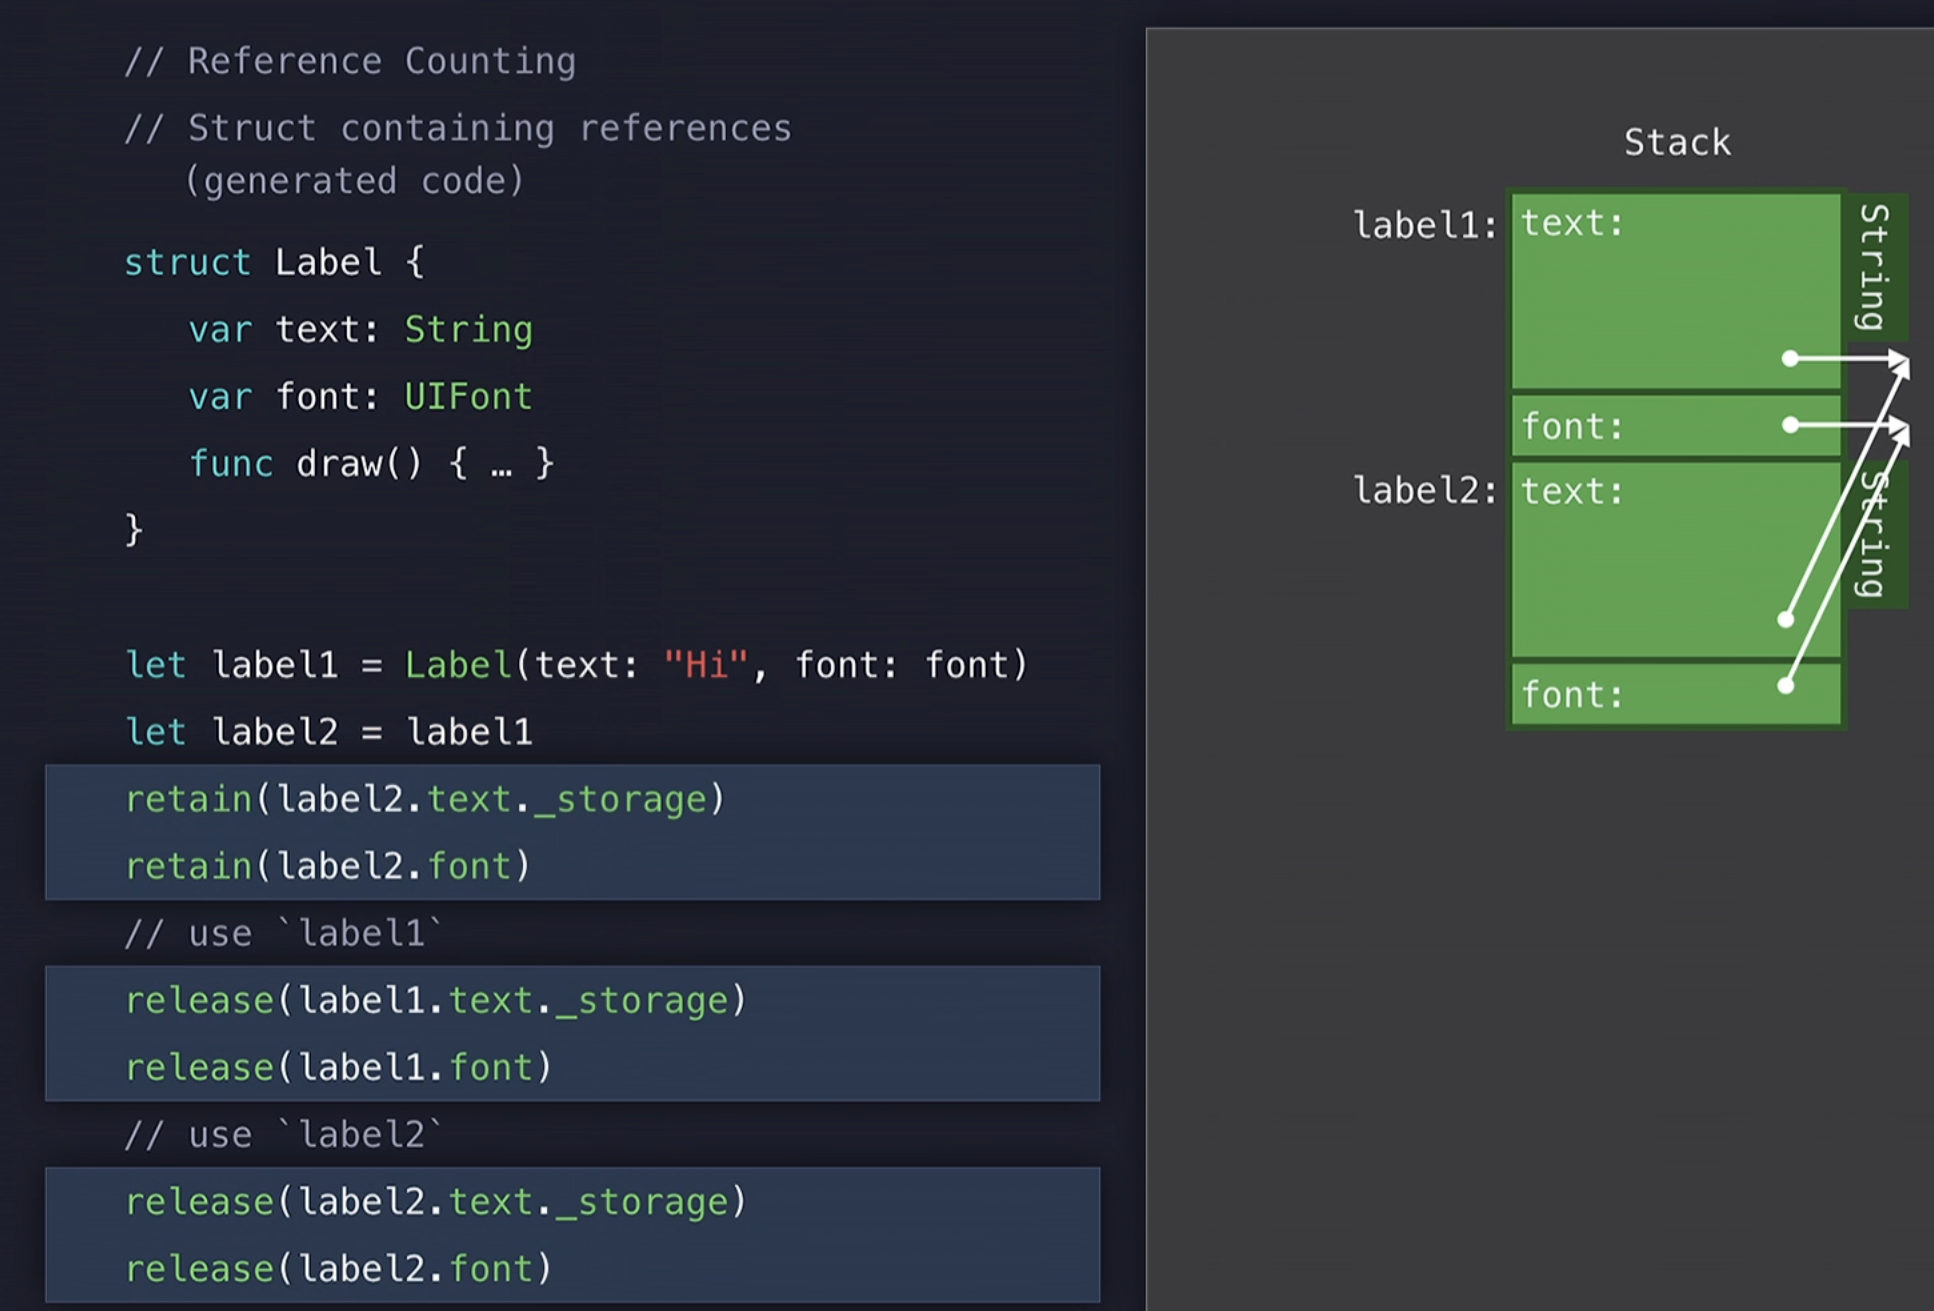 // Reference Counting
// Struct containing references
(generated code)
struct Label {
var text: String
var font: UIFont
func draw() { … }
}
let label1 = Label(text: "Hi", font: font)
let label2 = label1
retain(label2.text._storage)
retain(label2.font)
// use `label1`
release(label1.text._storage)
release(label1.font)
// use `label2`
release(label2.text._storage)
release(label2.font)
Stack
label1:
text:
String
font:
label2:
text:
String
font: